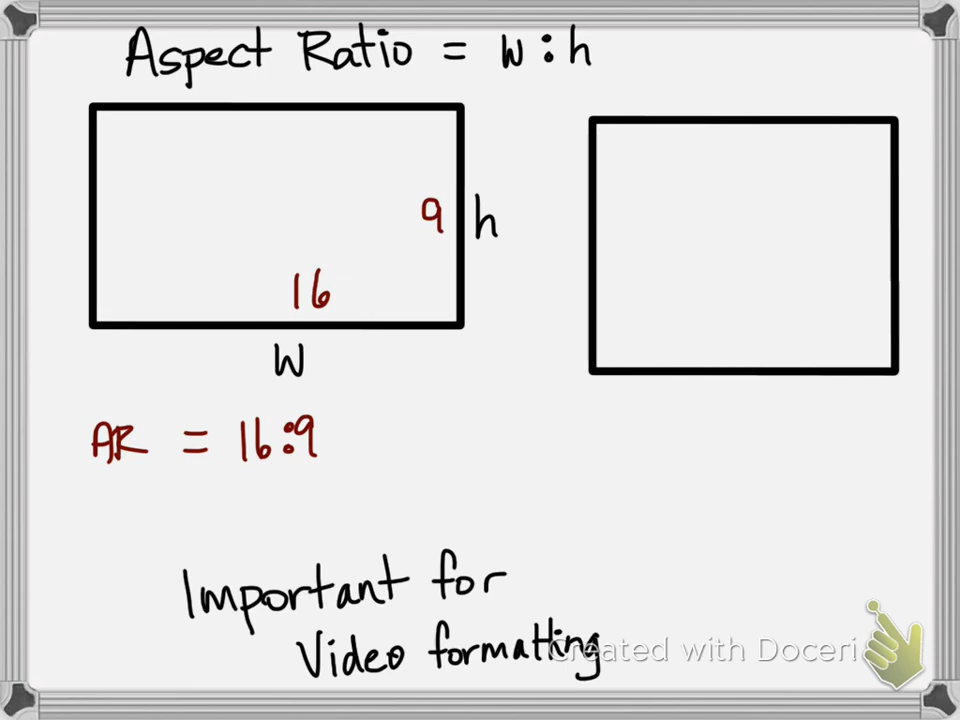 Aspect Ratio = w:h
9 h
16
W
AR = 16:9
Important for
Video formatting
Created with Doceri